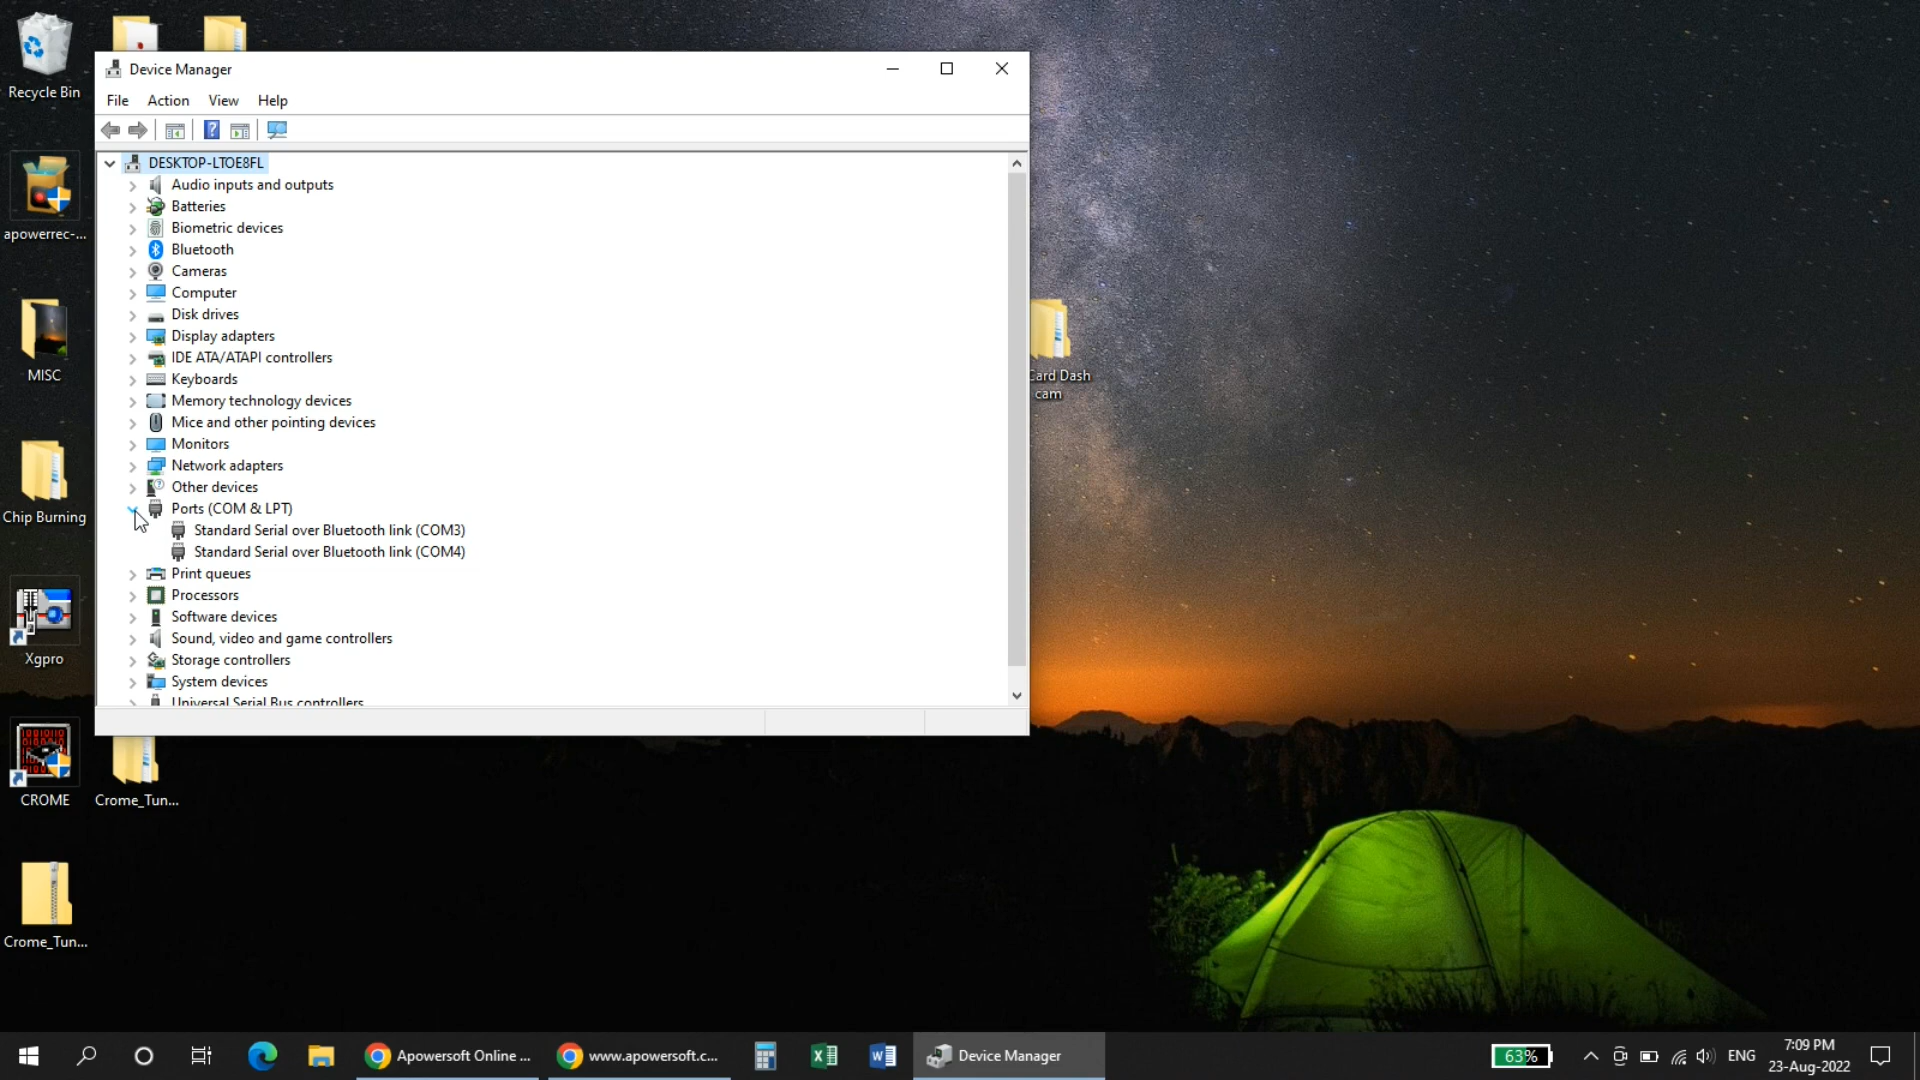 Recycle Bin
Device Manager
File Action View Help
DESKTOP-LTOE8FL
Audio inputs and outputs
Batteries
Biometric devices
Bluetooth
Cameras
Computer
Disk drives
Display adapters
IDE ATA/ATAPI controllers
Keyboards
Memory technology devices
Mice and other pointing devices
Monitors
Network adapters
Other devices
Ports (COM & LPT)
Standard Serial over Bluetooth link (COM3)
Standard Serial over Bluetooth link (COM4)
Print queues
Processors
Software devices
Sound, video and game controllers
Storage controllers
System devices
Universal Serial Bus controllers
apowerrec-...
MISC
Chip Burning
Xgpro
CROME
Crome_Tun...
Crome_Tun...
Card Dash
cam
Apowersoft Online ...
www.apowersoft.c...
Device Manager
63%
ENG
7:09 PM
23-Aug-2022